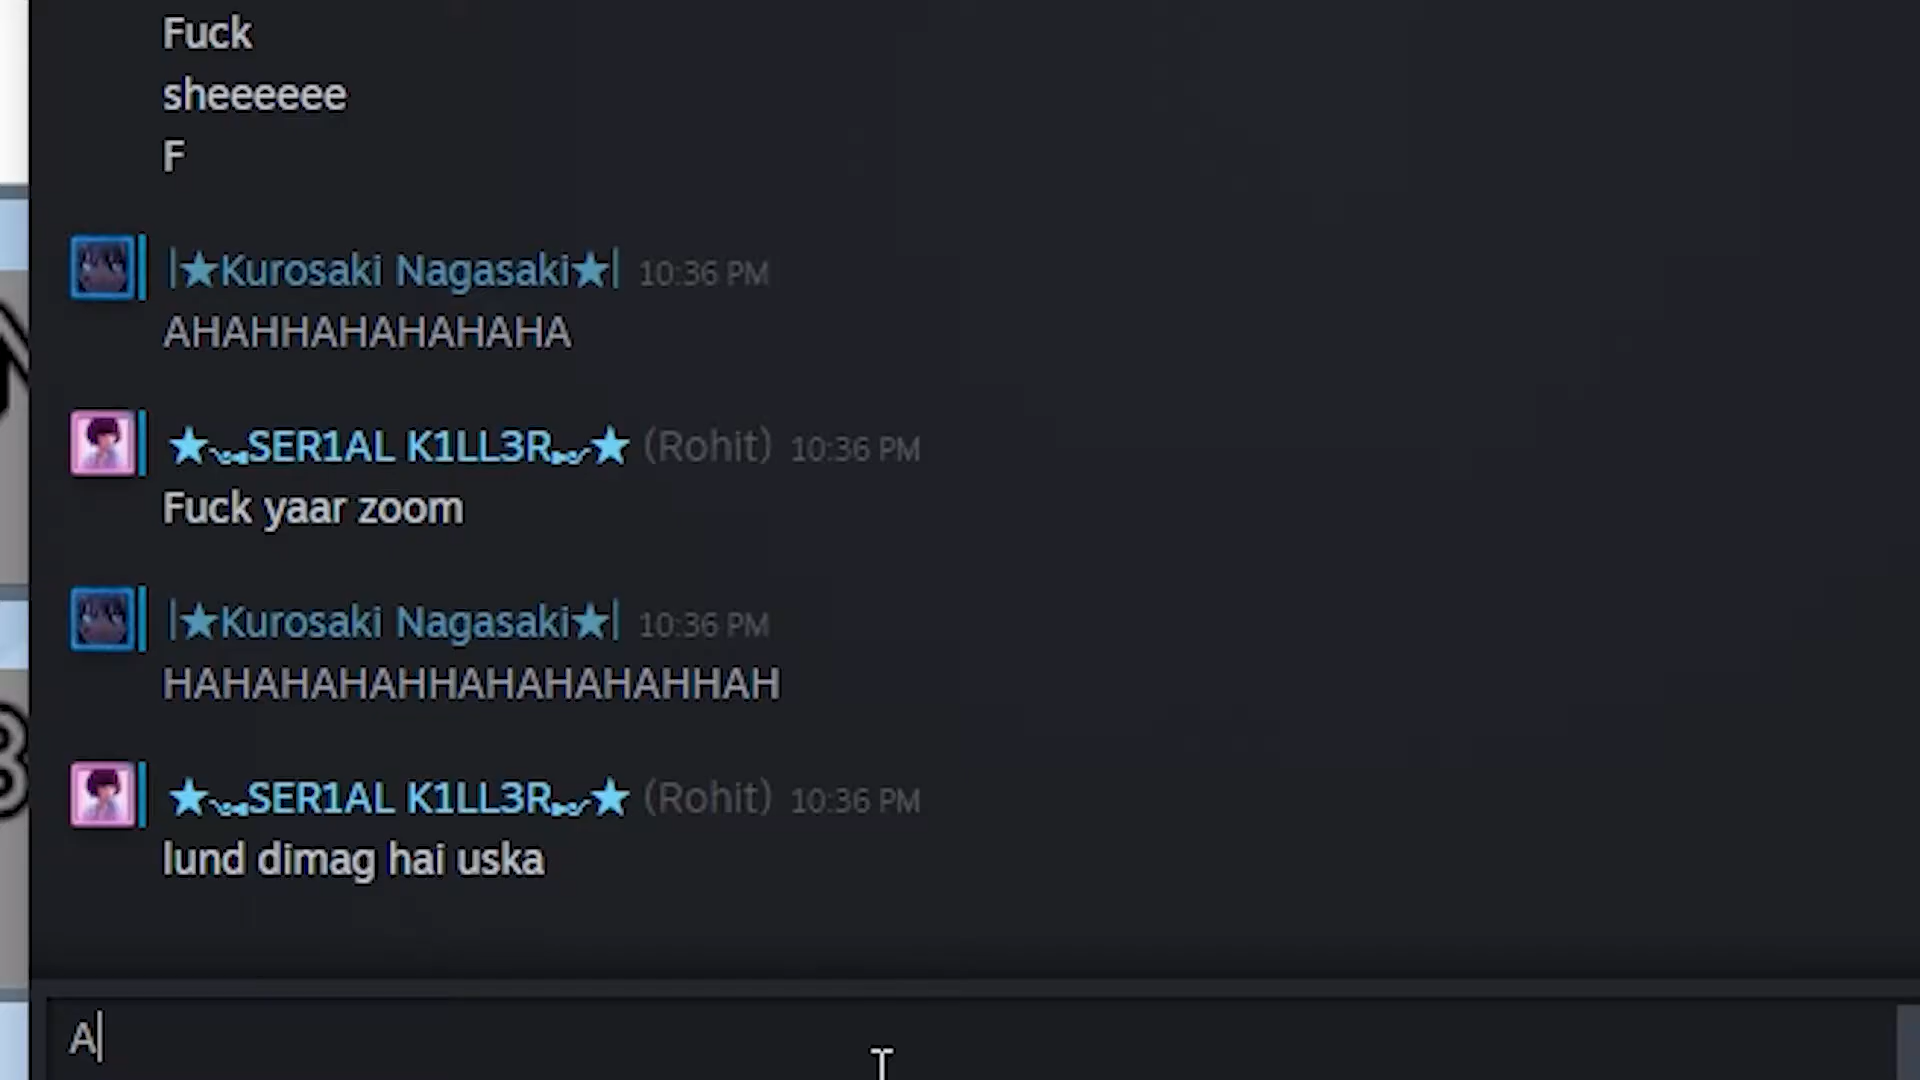 Fuck
sheeeeee
F
|★Kurosaki Nagasaki★| 10:36 PM
AHAHHAHAHAHAHA
★SER1AL K1LL3R★ (Rohit) 10:36 PM
Fuck yaar zoom
|★Kurosaki Nagasaki★| 10:36 PM
HAHAHAHAHHAHAHAHAHHAH
★SER1AL K1LL3R★ (Rohit) 10:36 PM
lund dimag hai uska
A